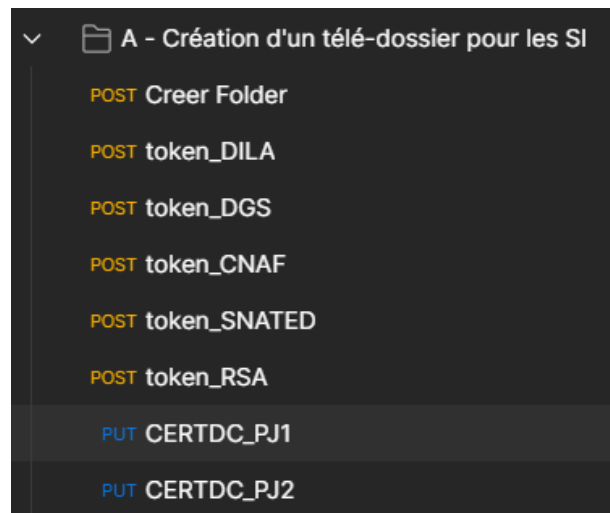 A - Création d'un télé-dossier pour les SI
POST Creer Folder
POST token_DILA
POST token_DGS
POST token_CNAF
POST token_SNATED
POST token_RSA
PUT CERTDC_PJ1
PUT CERTDC_PJ2